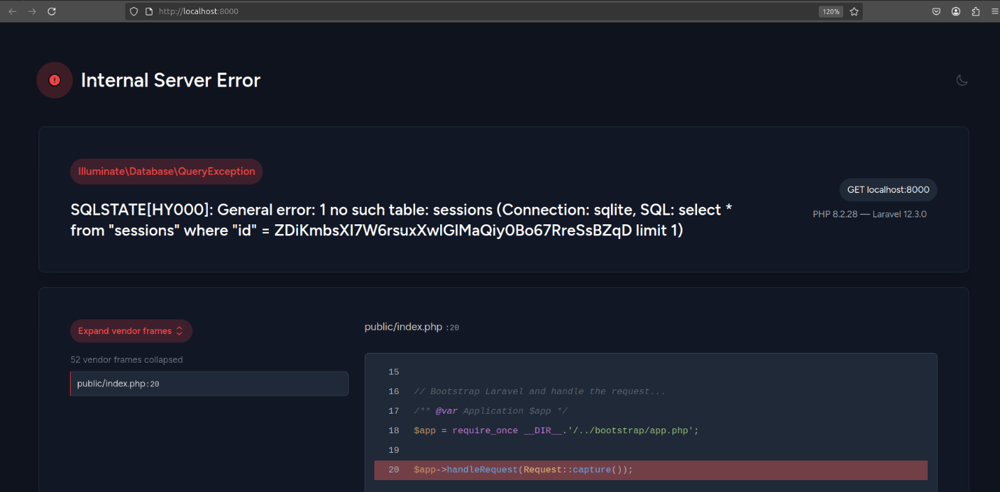 http://localhost:8000
120%
Internal Server Error
Illuminate\Database\QueryException
SQLSTATE[HY000]: General error: 1 no such table: sessions (Connection: sqlite, SQL: select *
from "sessions" where "id" = ZDiKmbsXI7W6rsuxXwlGlMaQiy0Bo67RreSsBZqD limit 1)
GET localhost:8000
PHP 8.2.28 — Laravel 12.3.0
Expand vendor frames
52 vendor frames collapsed
public/index.php:20
public/index.php :20
15
16 // Bootstrap Laravel and handle the request...
17 /** @var Application $app */
18 $app = require_once __DIR__.'/../bootstrap/app.php';
19
20 $app->handleRequest(Request::capture());